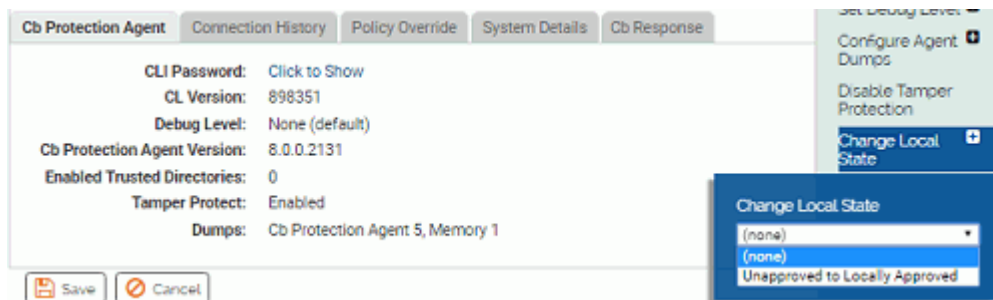 Cb Protection Agent Connection History Policy Override System Details Cb Response
CLI Password: Click to Show
CL Version: 898351
Debug Level: None (default)
Cb Protection Agent Version: 8.0.0.2131
Enabled Trusted Directories: 0
Tamper Protect: Enabled
Dumps: Cb Protection Agent 5, Memory 1
Save Cancel
Set Debug Level
Configure Agent
Dumps
Disable Tamper
Protection
Change Local
State
Change Local State
(none)
(none)
Unapproved to Locally Approved